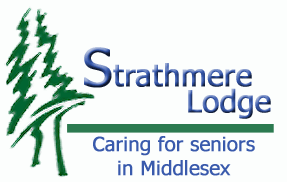 Strathmere
Lodge
Caring for seniors
in Middlesex